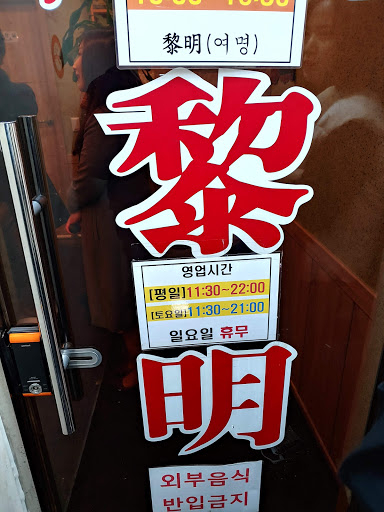 黎明(여명)
黎
영업시간
[평일]11:30~22:00
[토요일]11:30~21:00
일요일 휴무
明
외부음식
반입금지